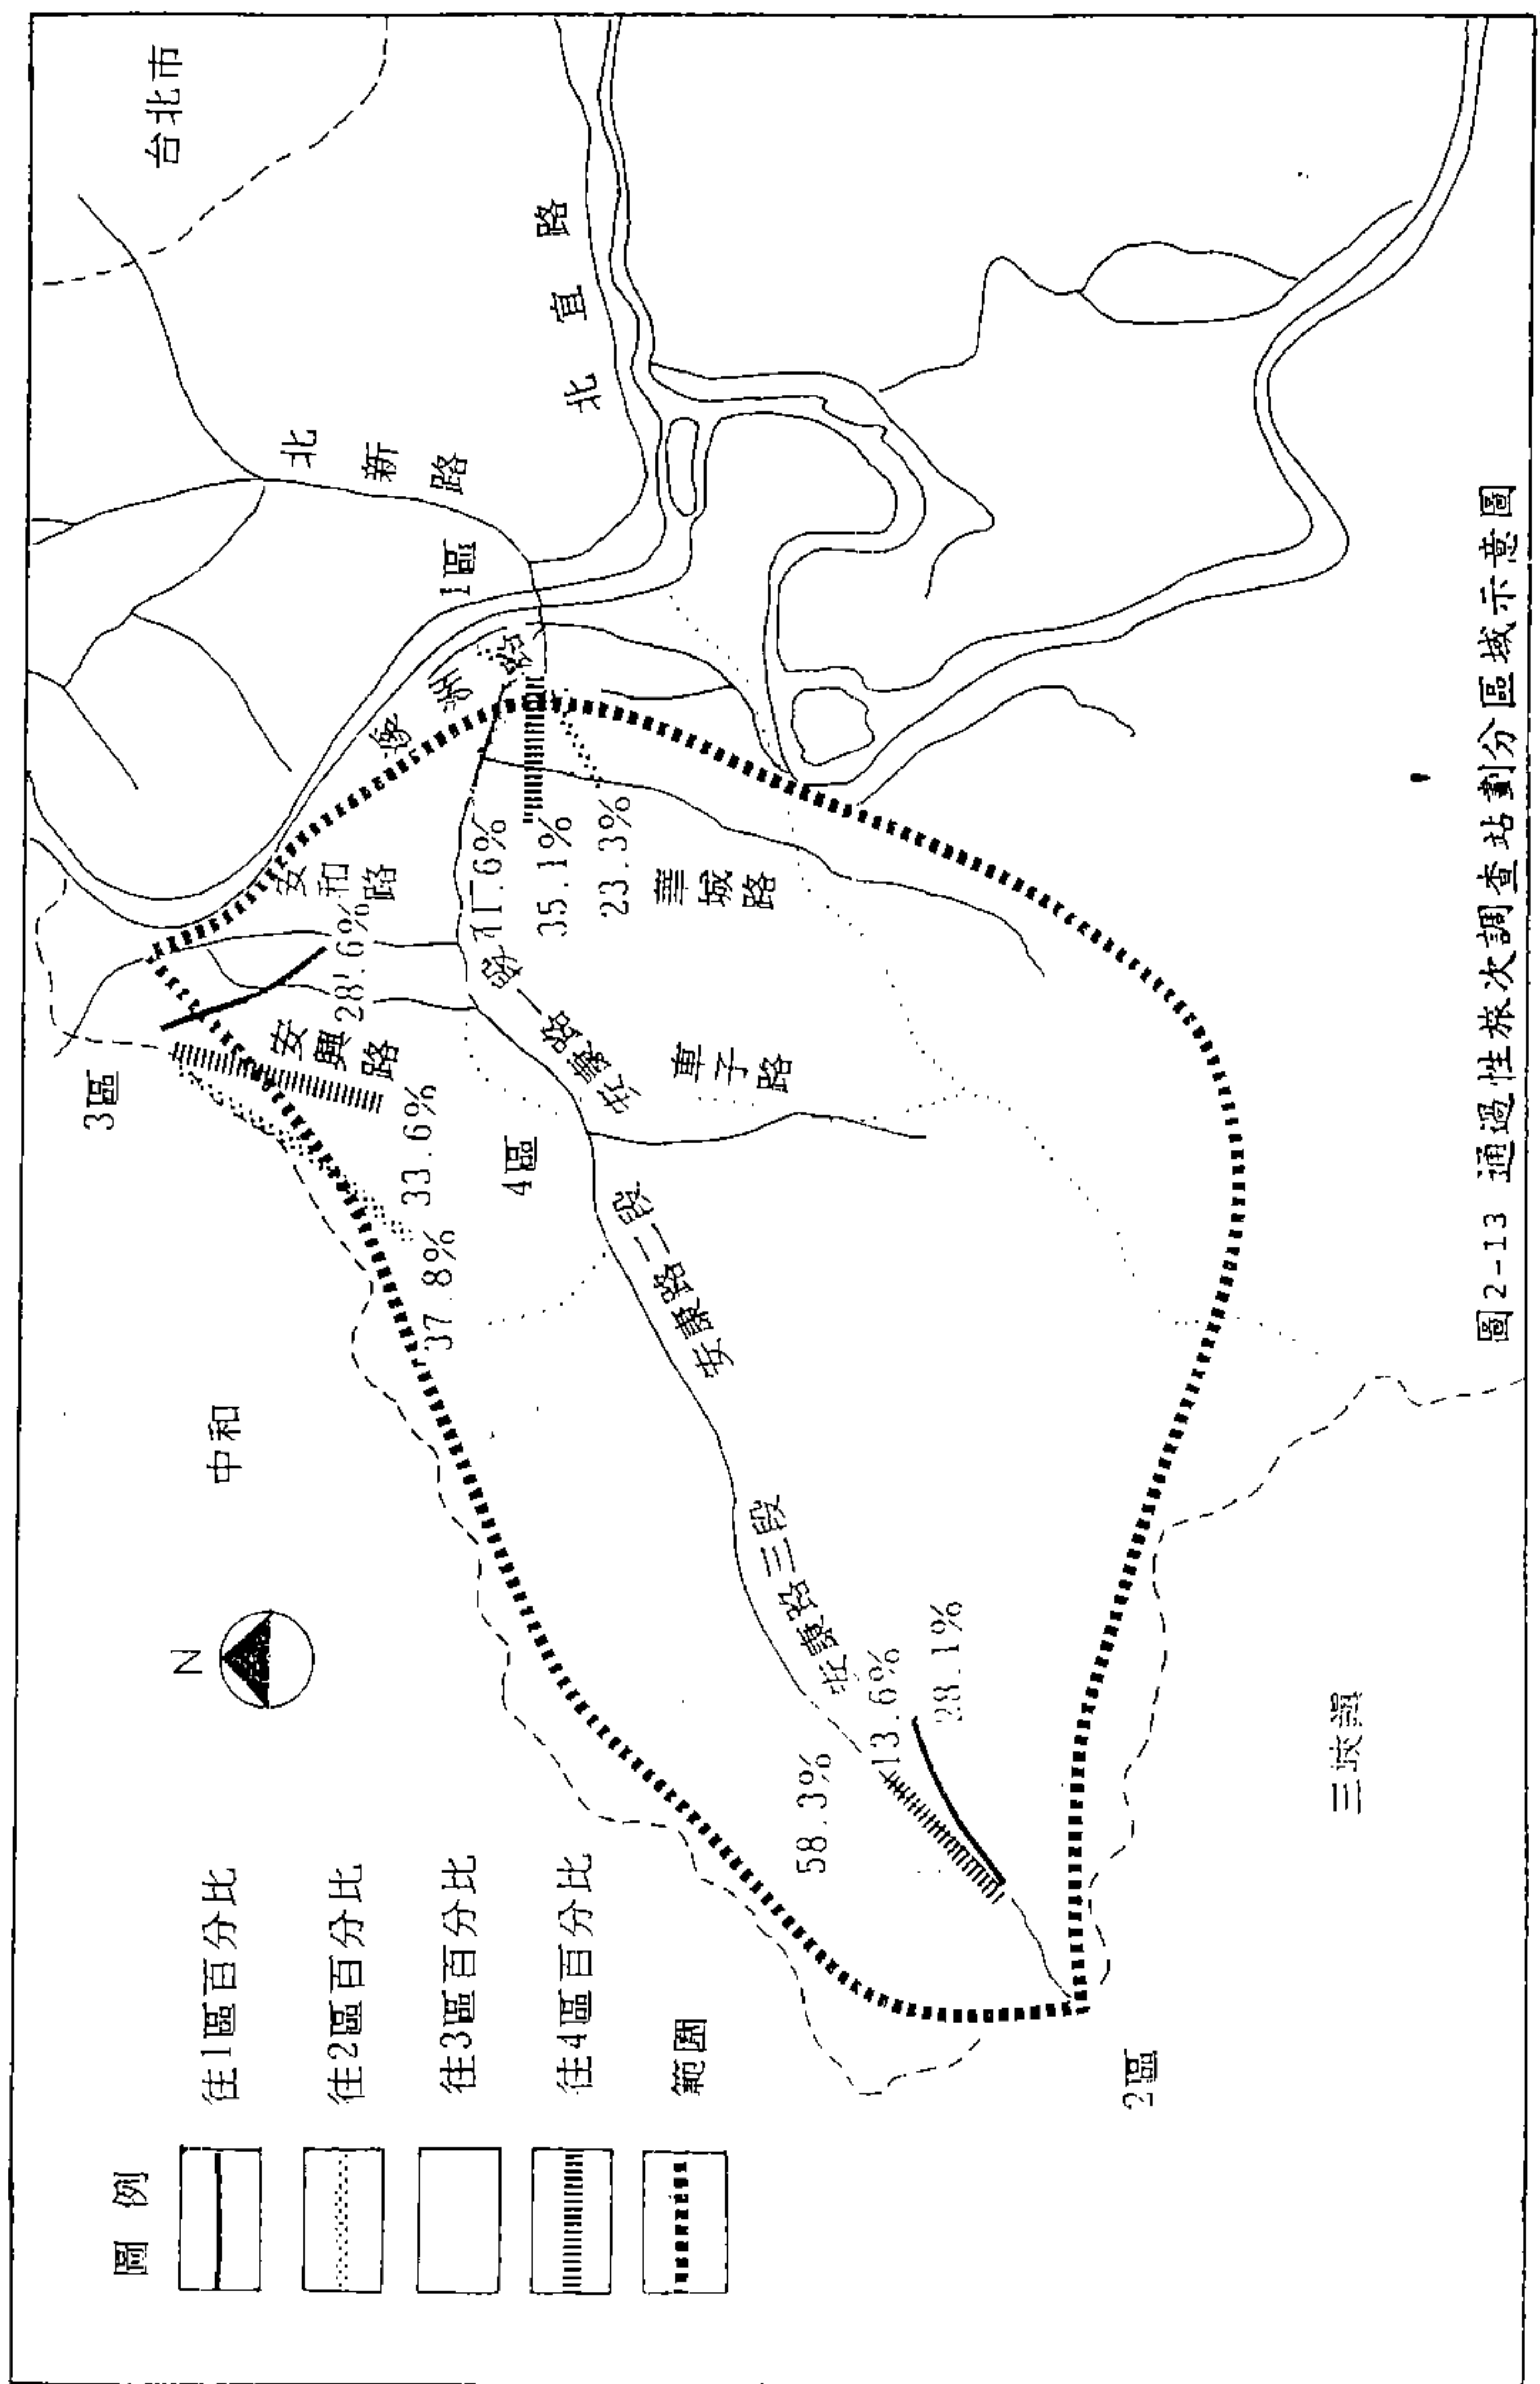 圖例
往1區百分比
往2區百分比
往3區百分比
往4區百分比
範圍
N
中和
台北市
三峽鎮
1區
2區
3區
4區
北新路
北宜路
安和路
安興路
華城路
車子路
安康路一段
安康路二段
安康路三段
28.6%
33.6%
37.8%
35.1%
23.3%
58.3%
13.6%
28.1%
圖2-13 通過性旅次調查站劃分區域示意圖